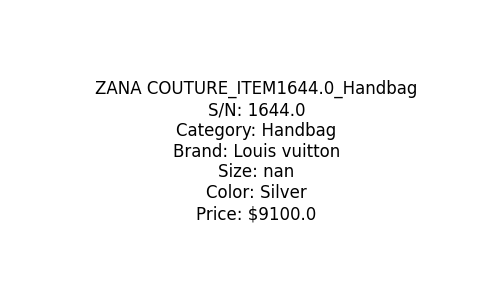 ZANA COUTURE_ITEM1644.0_Handbag
S/N: 1644.0
Category: Handbag
Brand: Louis vuitton
Size: nan
Color: Silver
Price: $9100.0